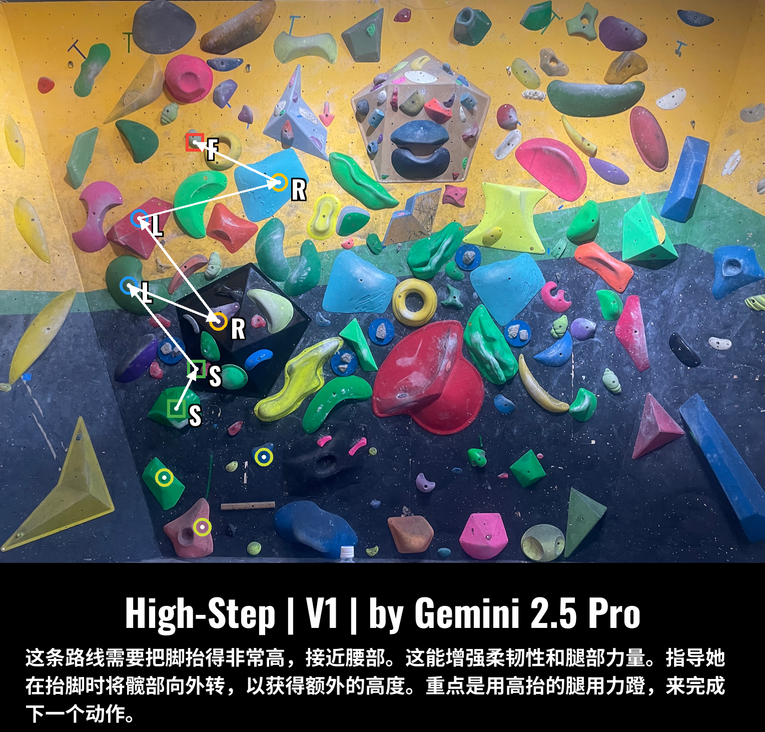 F
R
L
L
R
S
S
High-Step | V1 | by Gemini 2.5 Pro
这条路线需要把脚抬得非常高，接近腰部。这能增强柔韧性和腿部力量。指导她
在抬脚时将髋部向外转，以获得额外的高度。重点是用高抬的腿用力蹬，来完成
下一个动作。